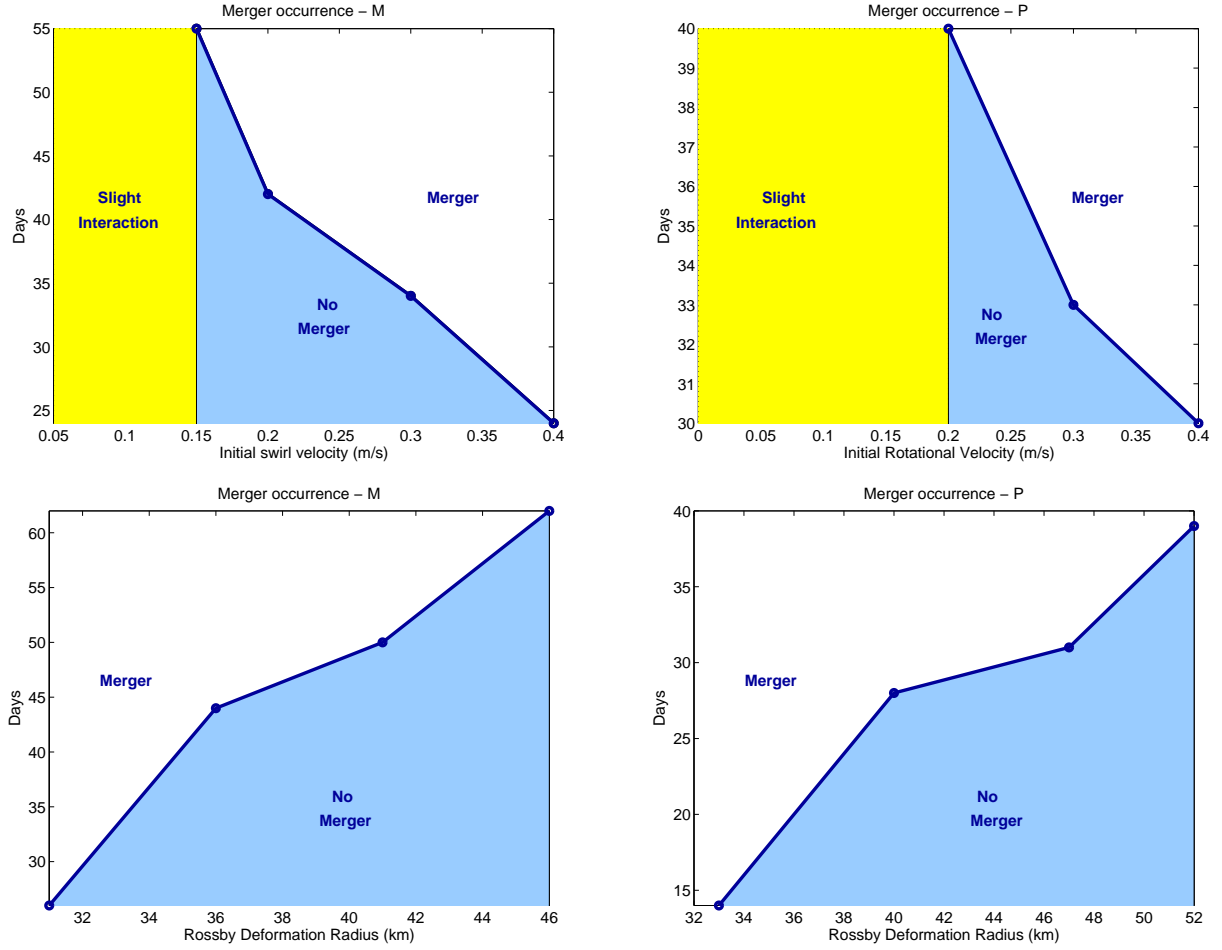 Merger occurrence – M
55
50
45
40
35
30
25
Days
Slight
Interaction
Merger
No
Merger
0.05 0.1 0.15 0.2 0.25 0.3 0.35 0.4
Initial swirl velocity (m/s)
Merger occurrence – P
40
39
38
37
36
35
34
33
32
31
30
Days
Slight
Interaction
Merger
No
Merger
0 0.05 0.1 0.15 0.2 0.25 0.3 0.35 0.4
Initial Rotational Velocity (m/s)
Merger occurrence – M
60
55
50
45
40
35
30
Days
Merger
No
Merger
32 34 36 38 40 42 44 46
Rossby Deformation Radius (km)
Merger occurrence – P
40
35
30
25
20
15
Days
Merger
No
Merger
32 34 36 38 40 42 44 46 48 50 52
Rossby Deformation Radius (km)